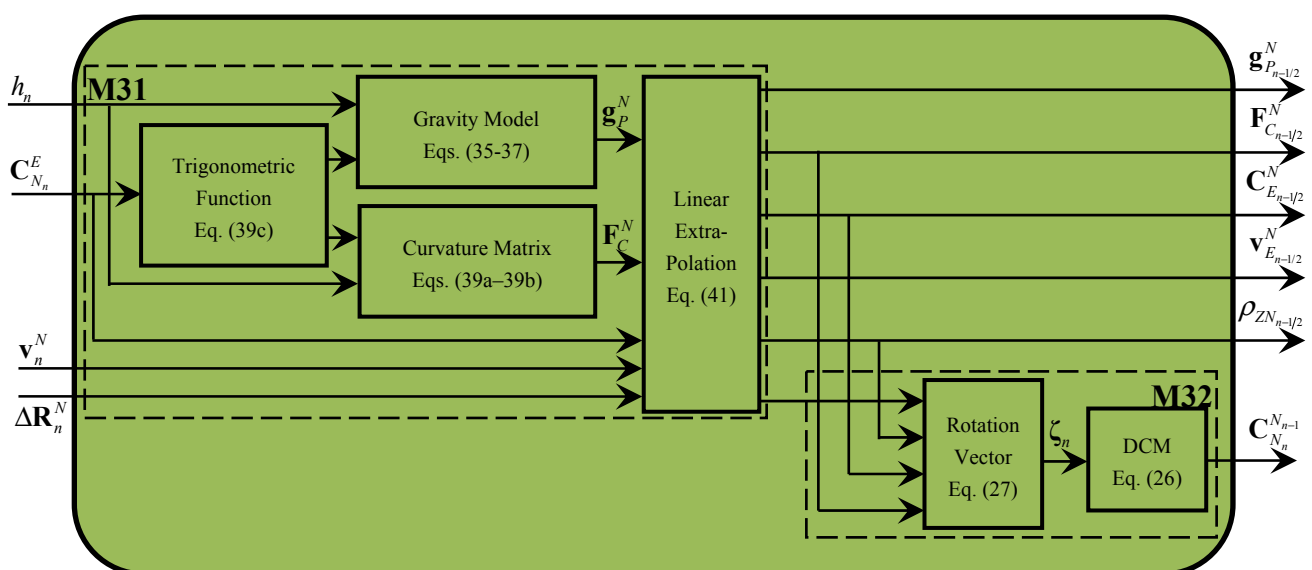 h_n
C^E_{N_n}
v^N_n
ΔR^N_n
M31
Trigonometric
Function
Eq. (39c)
Gravity Model
Eqs. (35-37)
Curvature Matrix
Eqs. (39a–39b)
g^N_P
F^N_C
Linear
Extra-
Polation
Eq. (41)
g^N_{P_{n-1/2}}
F^N_{C_{n-1/2}}
C^N_{E_{n-1/2}}
v^N_{E_{n-1/2}}
ρ_{ZN_{n-1/2}}
M32
Rotation
Vector
Eq. (27)
ζ_n
DCM
Eq. (26)
C^{N_{n-1}}_{N_n}